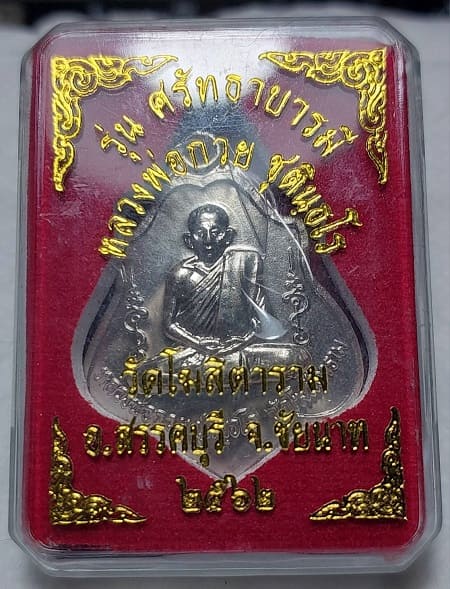 รุ่น ศรัทธาบารมี
หลวงพ่อกวย ชุตินฺธโร
วัดโฆสิตาราม
อ.สรรคบุรี จ.ชัยนาท
๒๕๖๒